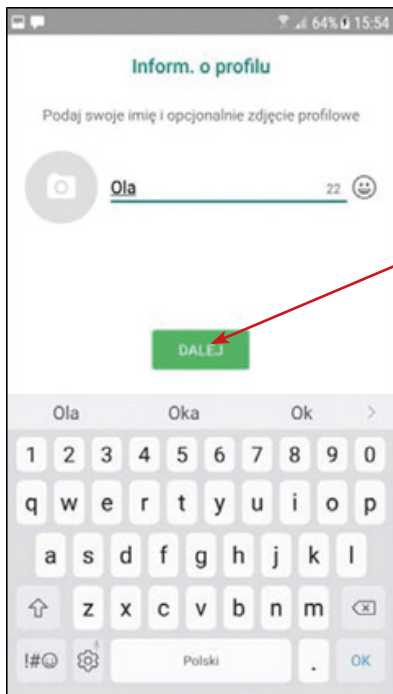 64% 15:54
Inform. o profilu
Podaj swoje imię i opcjonalnie zdjęcie profilowe
Ola 22
DALEJ
Ola Oka Ok >
1 2 3 4 5 6 7 8 9 0
q w e r t y u i o p
a s d f g h j k l
z x c v b n m
!#☺ Polski . OK